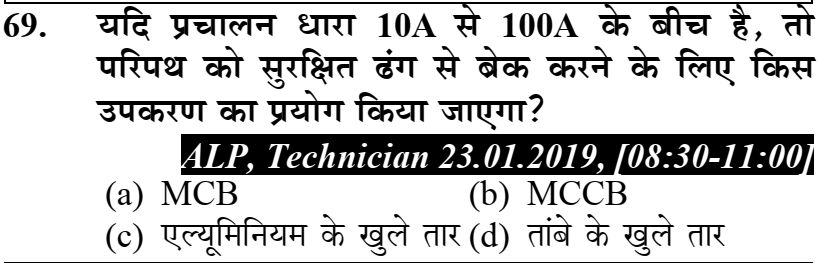 69. यदि प्रचालन धारा 10A से 100A के बीच है, तो
परिपथ को सुरक्षित ढंग से ब्रेक करने के लिए किस
उपकरण का प्रयोग किया जाएगा?
ALP, Technician 23.01.2019, [08:30-11:00]
(a) MCB (b) MCCB
(c) एल्यूमिनियम के खुले तार (d) तांबे के खुले तार